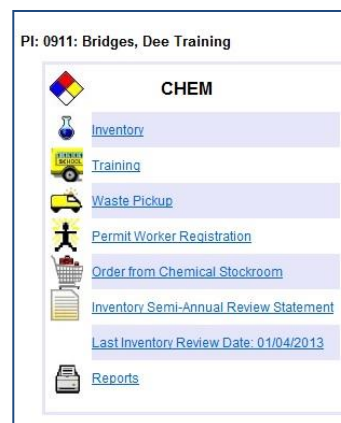 PI: 0911: Bridges, Dee Training
CHEM
Inventory
Training
Waste Pickup
Permit Worker Registration
Order from Chemical Stockroom
Inventory Semi-Annual Review Statement
Last Inventory Review Date: 01/04/2013
Reports